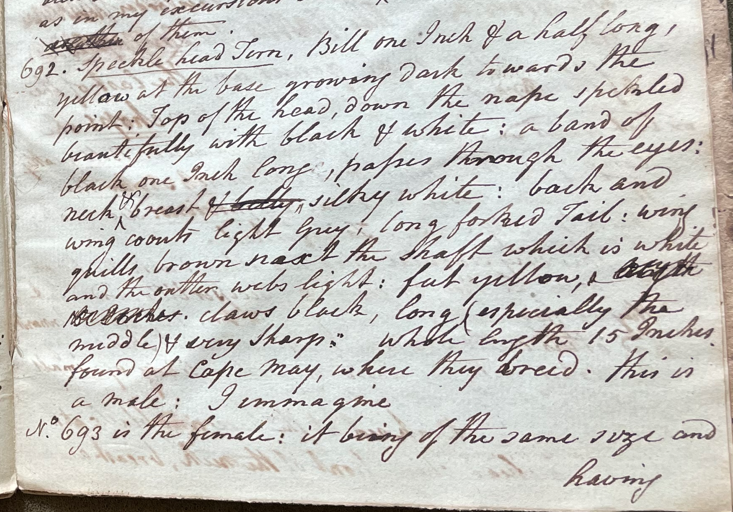 as in my excursions
of them.
692. Speckle head Tern, Bill one Inch & a half long,
yellow at the base growing dark towards the
point: Top of the head, down the nape spekled
beautifully with black & white: a band of
black one Inch long, passes through the eyes:
neck, & breast & belly, silky white: back and
wing couts light Grey; long forked Tail: wing
quills brown naxt the shaft which is white
and the outter webs light: fut yellow, &
claws black, long (especially the
middle) & very sharp: whole length 15 Inches
found at Cape May, where they breed. this is
a male: I immagine
No. 693 is the female: it being of the same size and
having